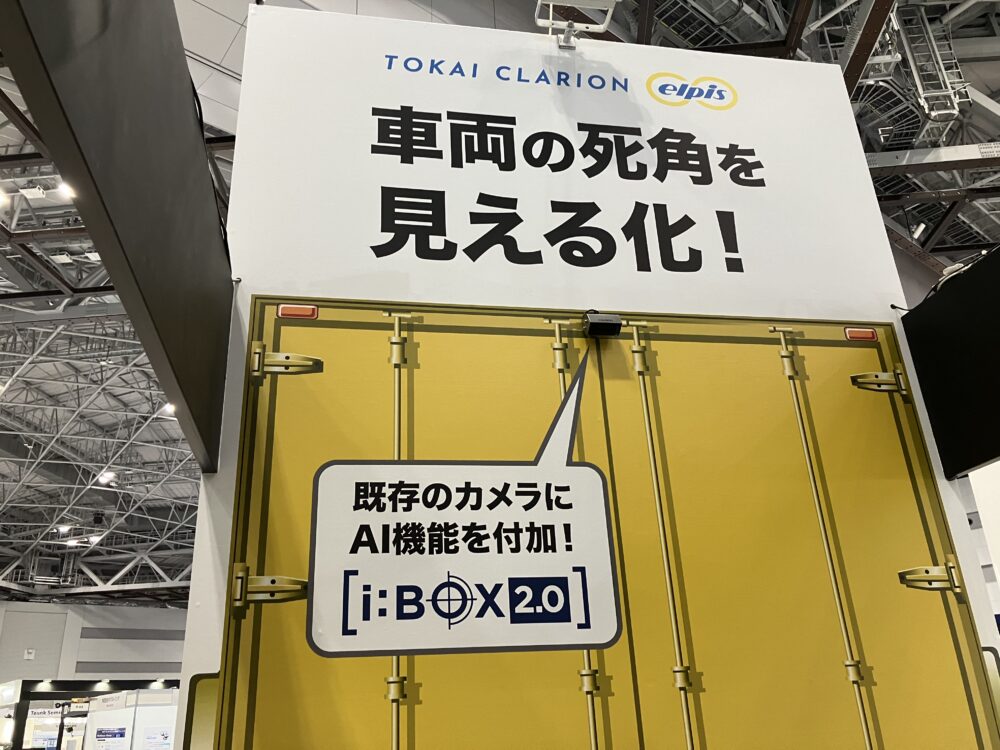 TOKAI CLARION elpis
車両の死角を
見える化！
既存のカメラに
AI機能を付加！
[i:BOX 2.0]